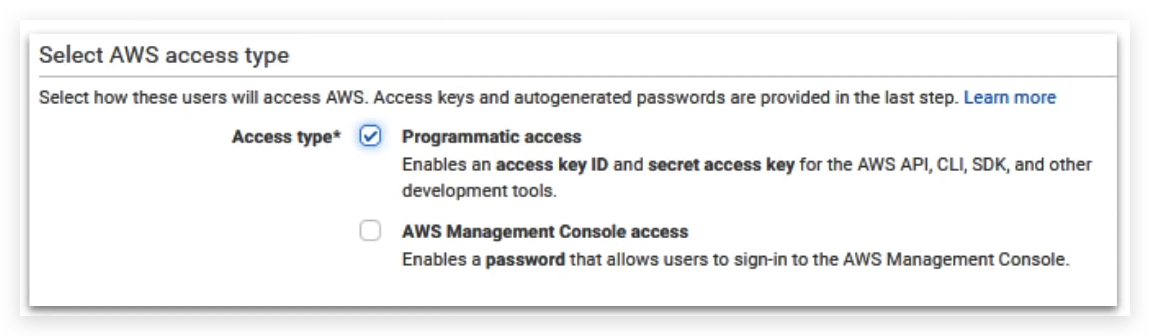 Select AWS access type
Select how these users will access AWS. Access keys and autogenerated passwords are provided in the last step. Learn more
Access type* Programmatic access
Enables an access key ID and secret access key for the AWS API, CLI, SDK, and other
development tools.
AWS Management Console access
Enables a password that allows users to sign-in to the AWS Management Console.